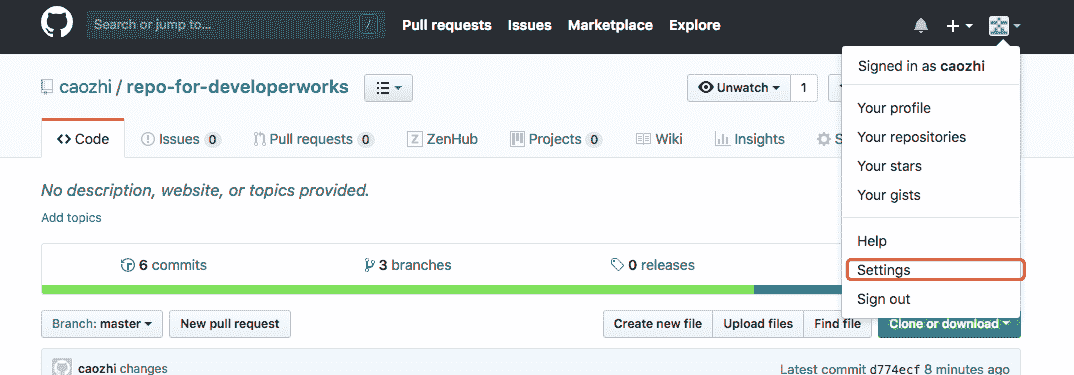 Search or jump to… / Pull requests Issues Marketplace Explore
Signed in as caozhi
caozhi / repo-for-developerworks Unwatch 1
Your profile
Code Issues 0 Pull requests 0 ZenHub Projects 0 Wiki Insights S
Your repositories
Your stars
No description, website, or topics provided.
Your gists
Add topics
Help
6 commits 3 branches 0 releases
Settings
Sign out
Branch: master New pull request Create new file Upload files Find file Clone or download
caozhi changes Latest commit d774ecf 8 minutes ago